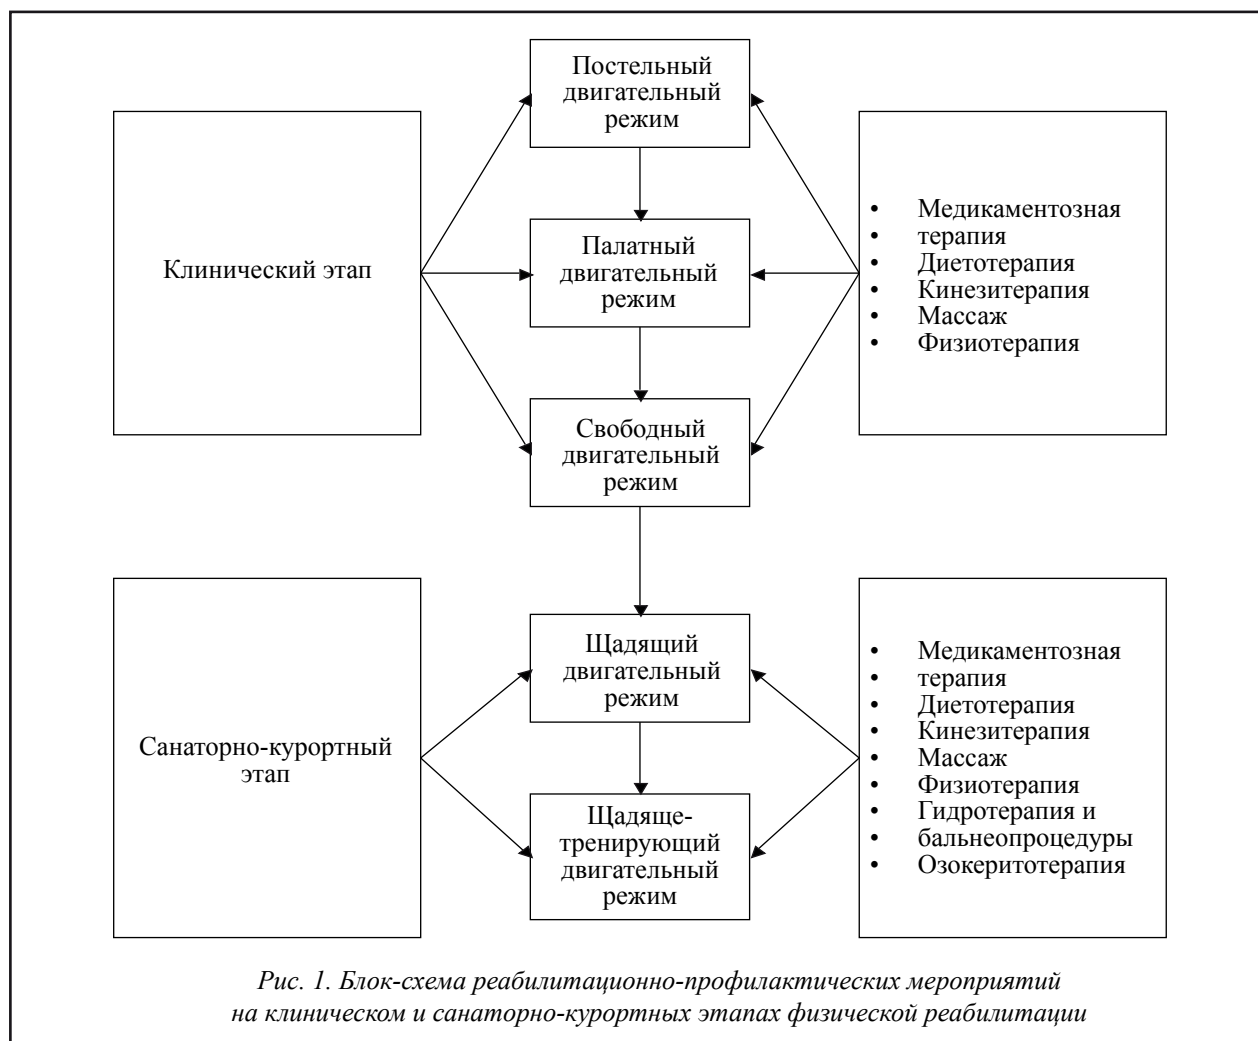 Постельный
двигательный
режим
Клинический этап
Палатный
двигательный
режим
• Медикаментозная
• терапия
• Диетотерапия
• Кинезитерапия
• Массаж
• Физиотерапия
Свободный
двигательный
режим
Щадящий
двигательный
режим
Санаторно-курортный
этап
Щадяще-
тренирующий
двигательный
режим
• Медикаментозная
• терапия
• Диетотерапия
• Кинезитерапия
• Массаж
• Физиотерапия
• Гидротерапия и
• бальнеопроцедуры
• Озокеритотерапия
Рис. 1. Блок-схема реабилитационно-профилактических мероприятий
на клиническом и санаторно-курортных этапах физической реабилитации